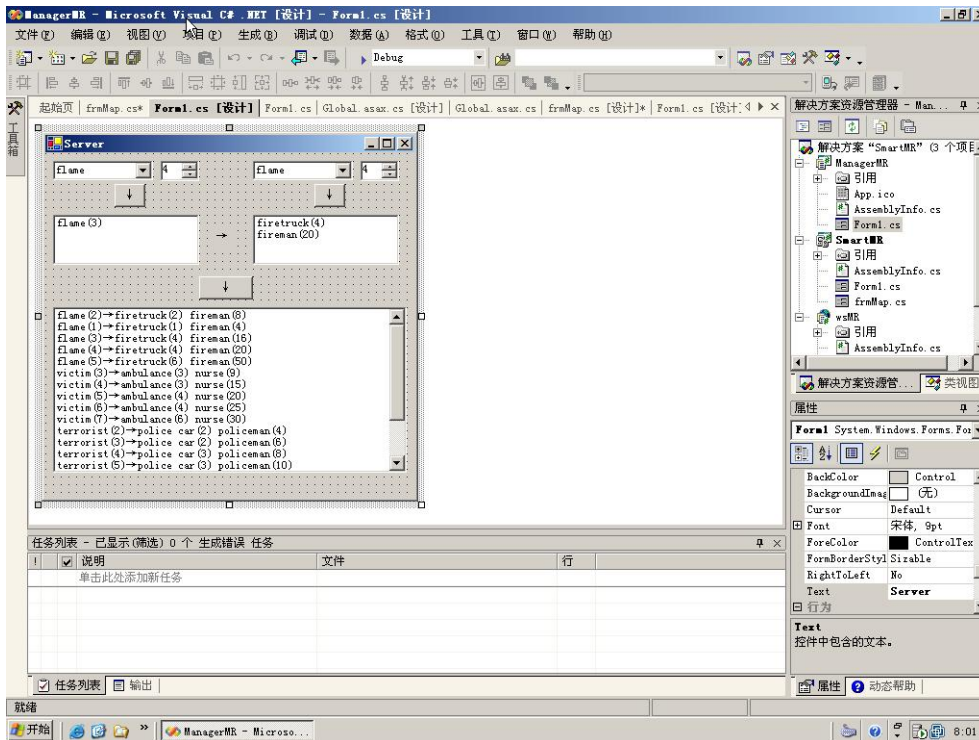 ManagerMR - Microsoft Visual C# .NET [设计] - Form1.cs [设计]
文件(F) 编辑(E) 视图(V) 项目(P) 生成(B) 调试(D) 数据(A) 格式(O) 工具(T) 窗口(W) 帮助(H)
Debug
起始页 frmMap.cs* Form1.cs [设计] Form1.cs Global.asax.cs [设计] Global.asax.cs frmMap.cs [设计]* Form1.cs [设计]
工具箱
Server
flame 4 flame 4
↓ ↓
flame(3)
→
firetruck(4)
fireman(20)
↓
flame(2)→firetruck(2) fireman(8)
flame(1)→firetruck(1) fireman(4)
flame(3)→firetruck(4) fireman(16)
flame(4)→firetruck(4) fireman(20)
flame(5)→firetruck(6) fireman(50)
victim(3)→ambulance(3) nurse(9)
victim(4)→ambulance(3) nurse(15)
victim(5)→ambulance(4) nurse(20)
victim(6)→ambulance(4) nurse(25)
victim(7)→ambulance(6) nurse(30)
terrorist(2)→police car(2) policeman(4)
terrorist(3)→police car(2) policeman(6)
terrorist(4)→police car(3) policeman(8)
terrorist(5)→police car(3) policeman(10)
解决方案资源管理器 - Man...
解决方案 "SmartMR" (3 个项
ManagerMR
引用
App.ico
AssemblyInfo.cs
Form1.cs
SmartMR
引用
AssemblyInfo.cs
Form1.cs
frmMap.cs
wsMR
引用
AssemblyInfo.cs
解决方案资源管... 类视图
属性
Form1 System.Windows.Forms.For
BackColor Control
BackgroundImag (无)
Cursor Default
Font 宋体, 9pt
ForeColor ControlTex
FormBorderStyl Sizable
RightToLeft No
Text Server
行为
Text
控件中包含的文本。
属性 动态帮助
任务列表 - 已显示(筛选) 0 个 生成错误 任务
! 说明 文件 行
单击此处添加新任务
任务列表 输出
就绪
开始 » ManagerMR - Microso... 8:01